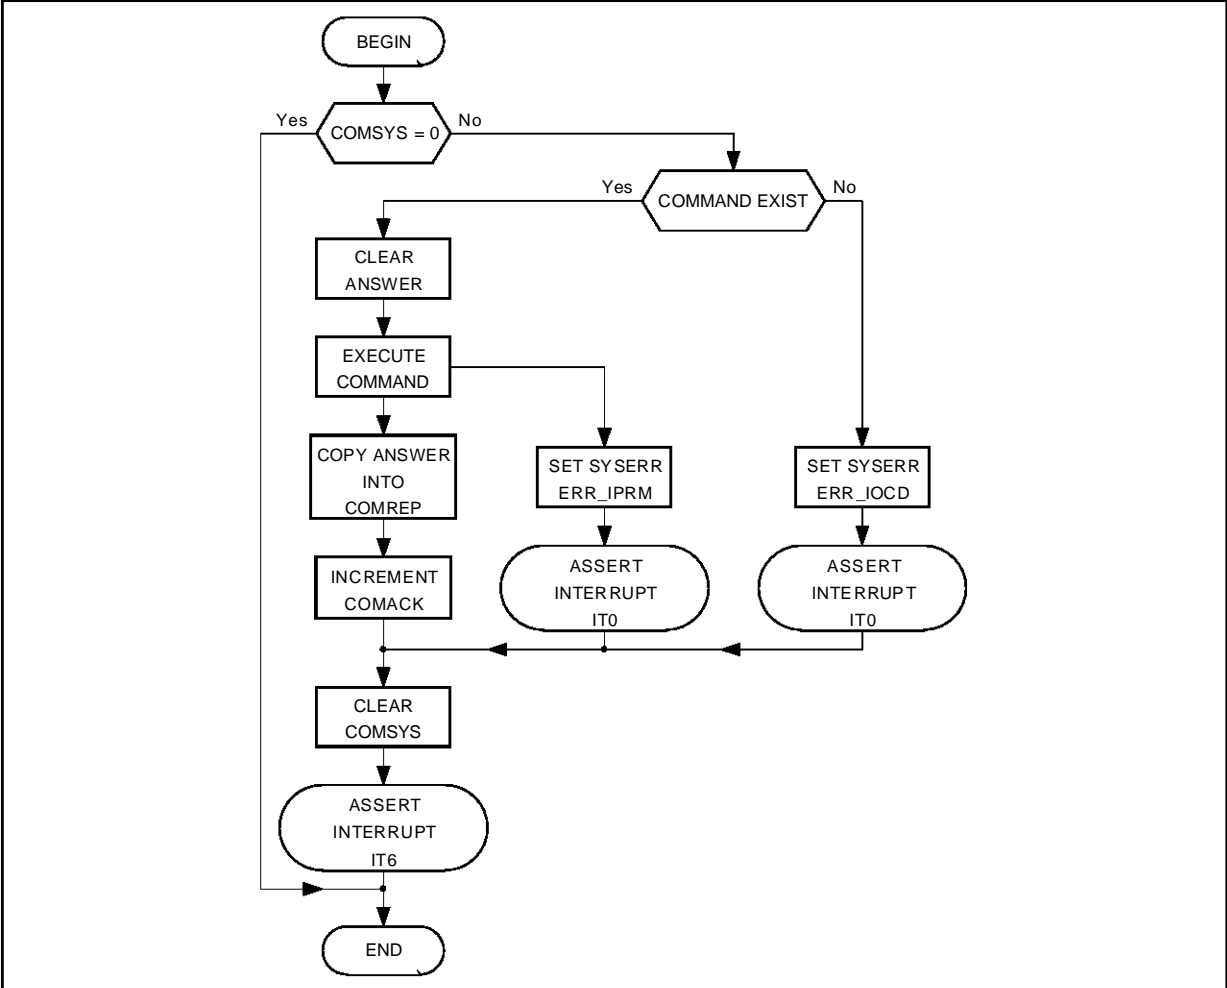 BEGIN
Yes
COMSYS = 0
No
Yes
COMMAND EXIST
No
CLEAR
ANSWER
EXECUTE
COMMAND
COPY ANSWER
INTO
COMREP
SET SYSERR
ERR_IPRM
SET SYSERR
ERR_IOCD
INCREMENT
COMACK
ASSERT
INTERRUPT
IT0
ASSERT
INTERRUPT
IT0
CLEAR
COMSYS
ASSERT
INTERRUPT
IT6
END